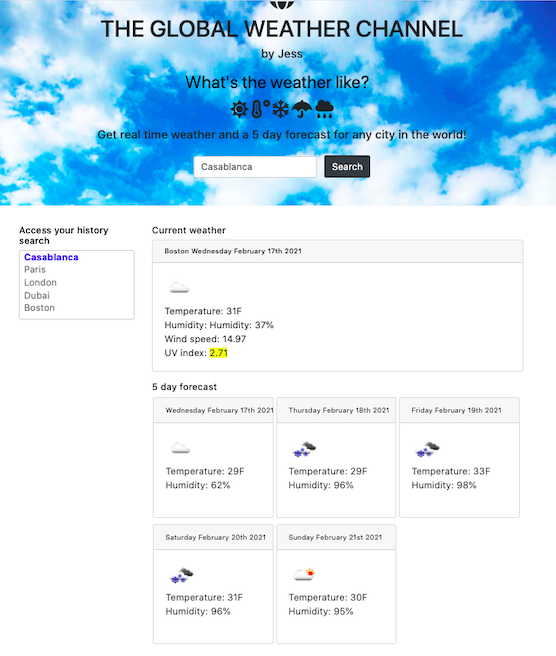 THE GLOBAL WEATHER CHANNEL
by Jess
What's the weather like?
Get real time weather and a 5 day forecast for any city in the world!
Casablanca
Search
Access your history
search
Casablanca
Paris
London
Dubai
Boston
Current weather
Boston Wednesday February 17th 2021
Temperature: 31F
Humidity: Humidity: 37%
Wind speed: 14.97
UV index: 2.71
5 day forecast
Wednesday February 17th 2021
Temperature: 29F
Humidity: 62%
Thursday February 18th 2021
Temperature: 29F
Humidity: 96%
Friday February 19th 2021
Temperature: 33F
Humidity: 98%
Saturday February 20th 2021
Temperature: 31F
Humidity: 96%
Sunday February 21st 2021
Temperature: 30F
Humidity: 95%